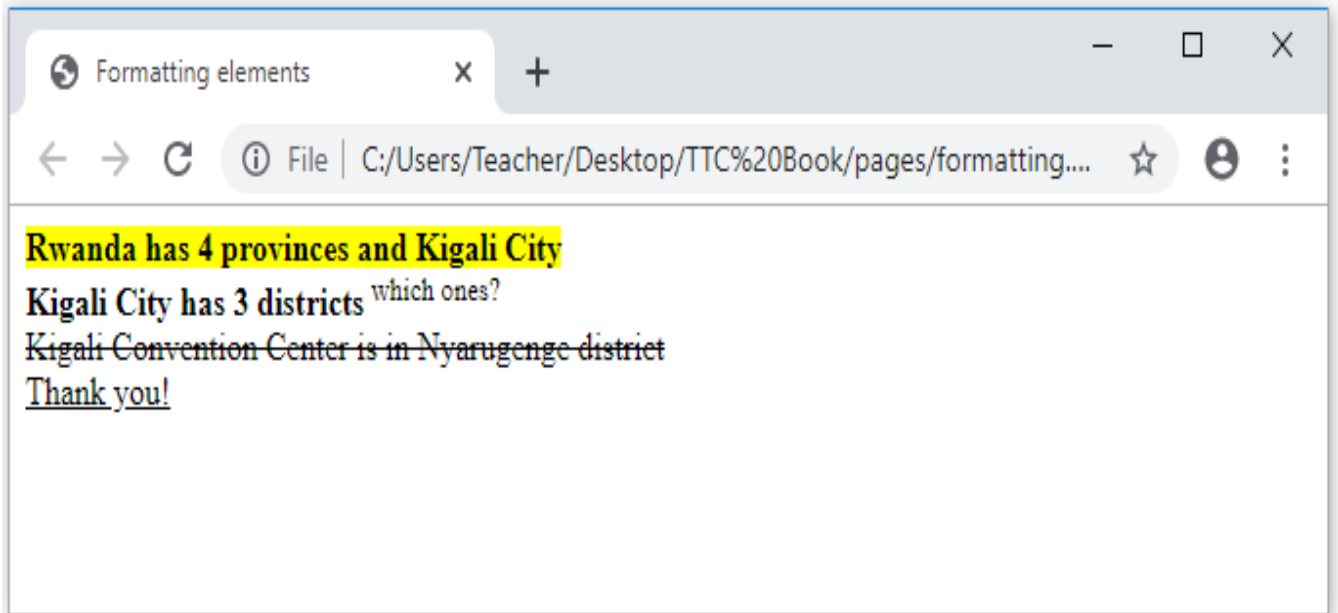 Formatting elements
File | C:/Users/Teacher/Desktop/TTC%20Book/pages/formatting....
Rwanda has 4 provinces and Kigali City
Kigali City has 3 districts which ones?
Kigali Convention Center is in Nyarugenge district
Thank you!